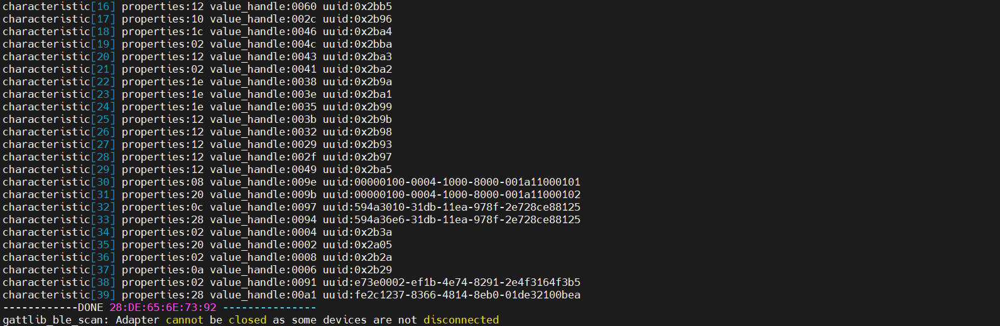 characteristic[16] properties:12 value_handle:0060 uuid:0x2bb5
characteristic[17] properties:10 value_handle:002c uuid:0x2b96
characteristic[18] properties:1c value_handle:0046 uuid:0x2ba4
characteristic[19] properties:02 value_handle:004c uuid:0x2bba
characteristic[20] properties:12 value_handle:0043 uuid:0x2ba3
characteristic[21] properties:02 value_handle:0041 uuid:0x2ba2
characteristic[22] properties:1e value_handle:0038 uuid:0x2b9a
characteristic[23] properties:1e value_handle:003e uuid:0x2ba1
characteristic[24] properties:1e value_handle:0035 uuid:0x2b99
characteristic[25] properties:12 value_handle:003b uuid:0x2b9b
characteristic[26] properties:12 value_handle:0032 uuid:0x2b98
characteristic[27] properties:12 value_handle:0029 uuid:0x2b93
characteristic[28] properties:12 value_handle:002f uuid:0x2b97
characteristic[29] properties:12 value_handle:0049 uuid:0x2ba5
characteristic[30] properties:08 value_handle:009e uuid:00000100-0004-1000-8000-001a11000101
characteristic[31] properties:20 value_handle:009b uuid:00000100-0004-1000-8000-001a11000102
characteristic[32] properties:0c value_handle:0097 uuid:594a3010-31db-11ea-978f-2e728ce88125
characteristic[33] properties:28 value_handle:0094 uuid:594a36e6-31db-11ea-978f-2e728ce88125
characteristic[34] properties:02 value_handle:0004 uuid:0x2b3a
characteristic[35] properties:20 value_handle:0002 uuid:0x2a05
characteristic[36] properties:02 value_handle:0008 uuid:0x2b2a
characteristic[37] properties:0a value_handle:0006 uuid:0x2b29
characteristic[38] properties:02 value_handle:0091 uuid:e73e0002-ef1b-4e74-8291-2e4f3164f3b5
characteristic[39] properties:28 value_handle:00a1 uuid:fe2c1237-8366-4814-8eb0-01de32100bea
------------DONE 28:DE:65:6E:73:92 ---------------
gattlib_ble_scan: Adapter cannot be closed as some devices are not disconnected